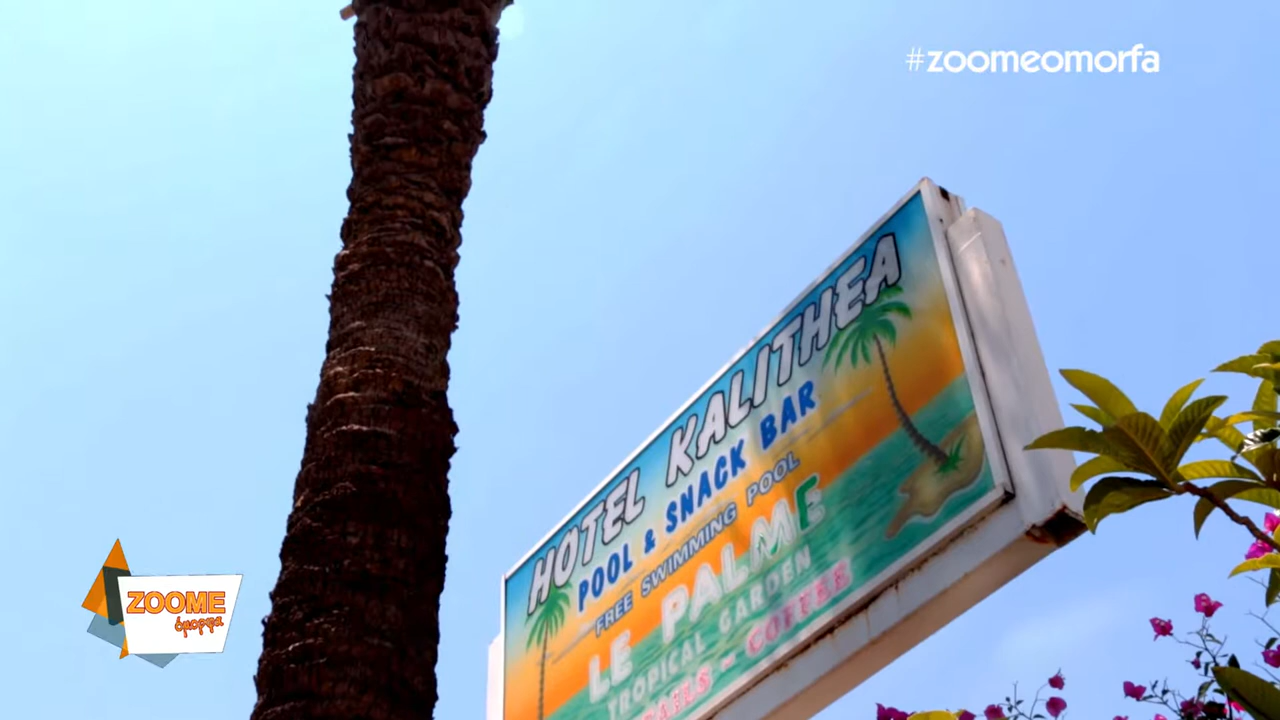 #zoomeomorfa
HOTEL KALITHEA
POOL & SNACK BAR
FREE SWIMMING POOL
LE PALME
TROPICAL GARDEN
- COFFEE
ZOOME
όμορφα